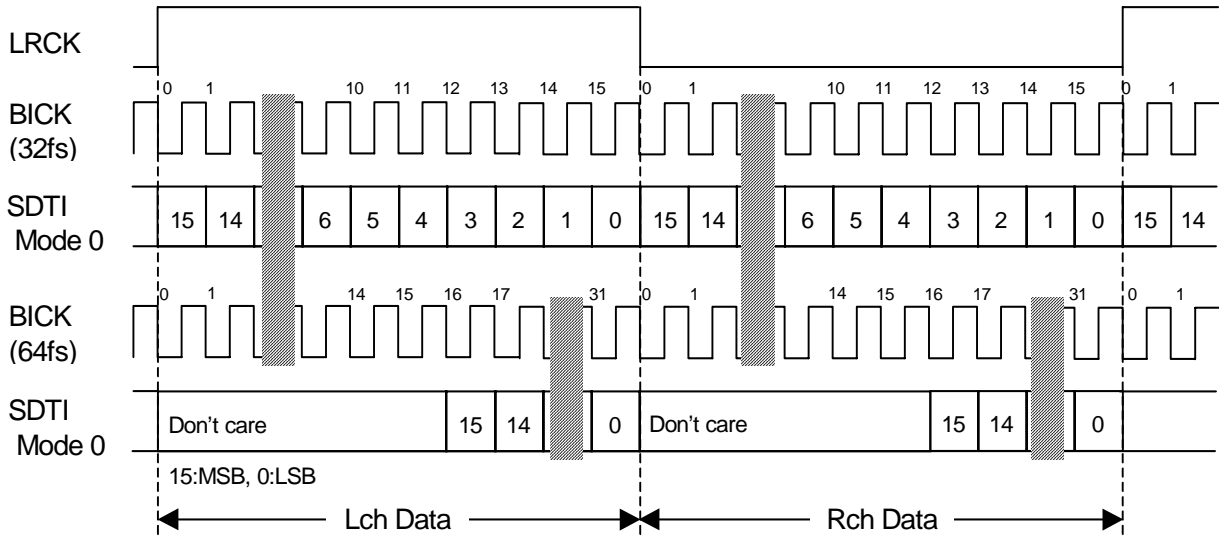 LRCK
0 1 10 11 12 13 14 15 0 1 10 11 12 13 14 15 0 1
BICK
(32fs)
SDTI
Mode 0
15 14 6 5 4 3 2 1 0 15 14 6 5 4 3 2 1 0 15 14
0 1 14 15 16 17 31 0 1 14 15 16 17 31 0 1
BICK
(64fs)
SDTI
Mode 0
Don't care 15 14 0 Don't care 15 14 0
15:MSB, 0:LSB
Lch Data Rch Data